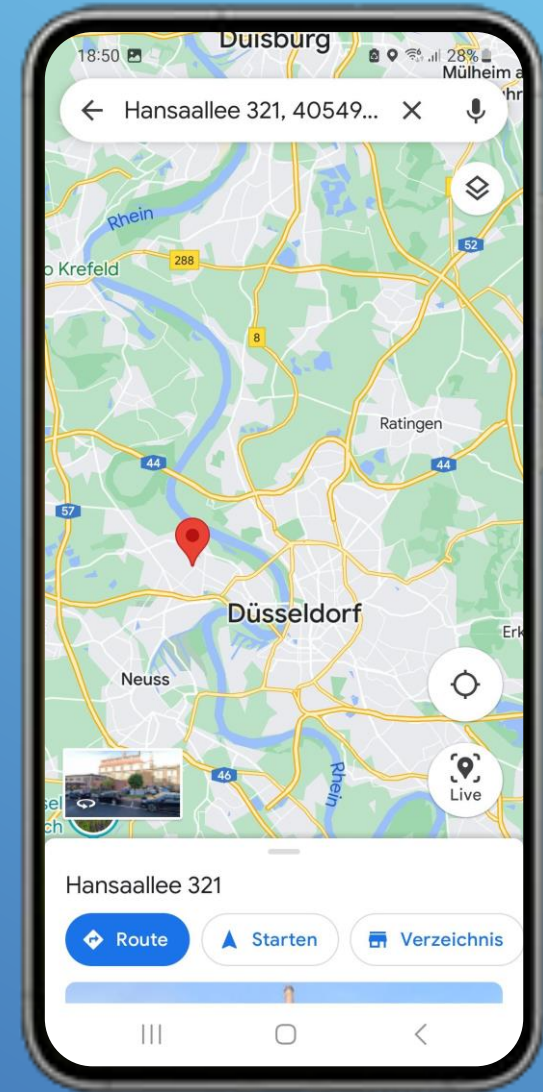 Duisburg
18:50
28%
Mülheim a
Hansaallee 321, 40549...
Rhein
52
o Krefeld
288
8
Ratingen
44
44
57
Düsseldorf
Erk
Neuss
46
Rhein
Live
Hansaallee 321
Route
Starten
Verzeichnis